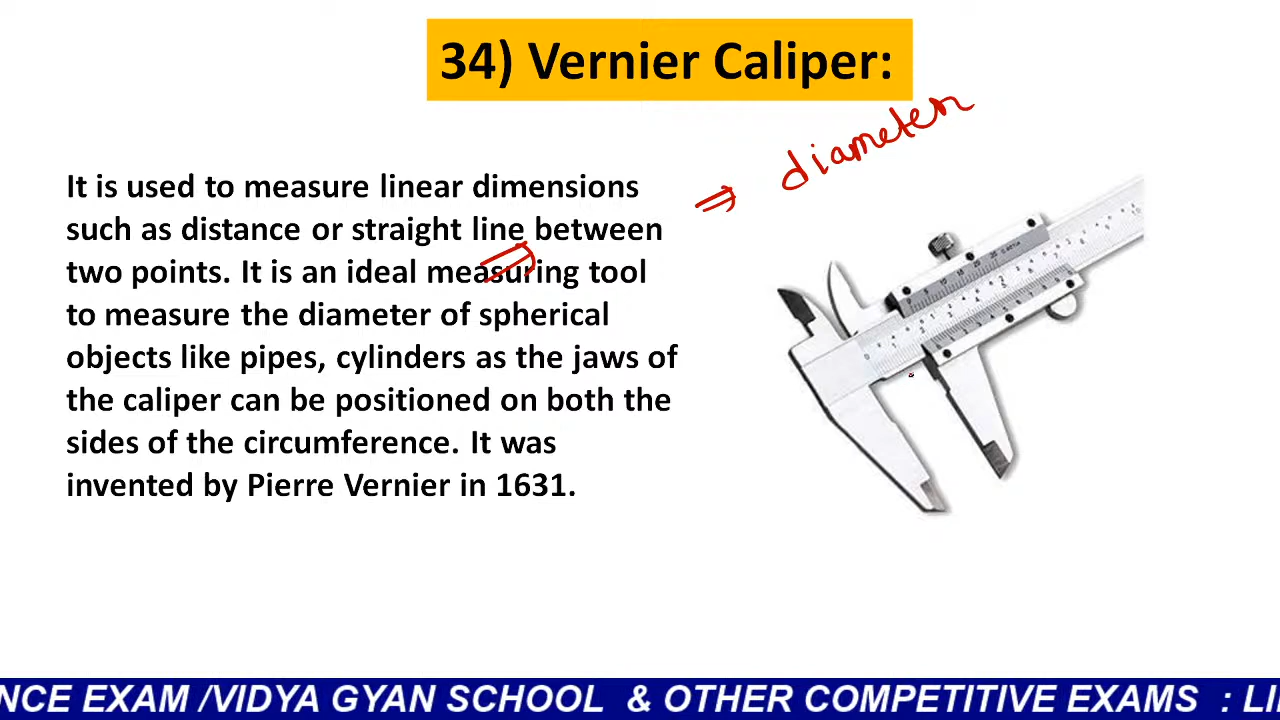 34) Vernier Caliper:
⇒ diameter
It is used to measure linear dimensions
such as distance or straight line between
two points. It is an ideal measuring tool
to measure the diameter of spherical
objects like pipes, cylinders as the jaws of
the caliper can be positioned on both the
sides of the circumference. It was
invented by Pierre Vernier in 1631.
NCE EXAM /VIDYA GYAN SCHOOL & OTHER COMPETITIVE EXAMS : LI